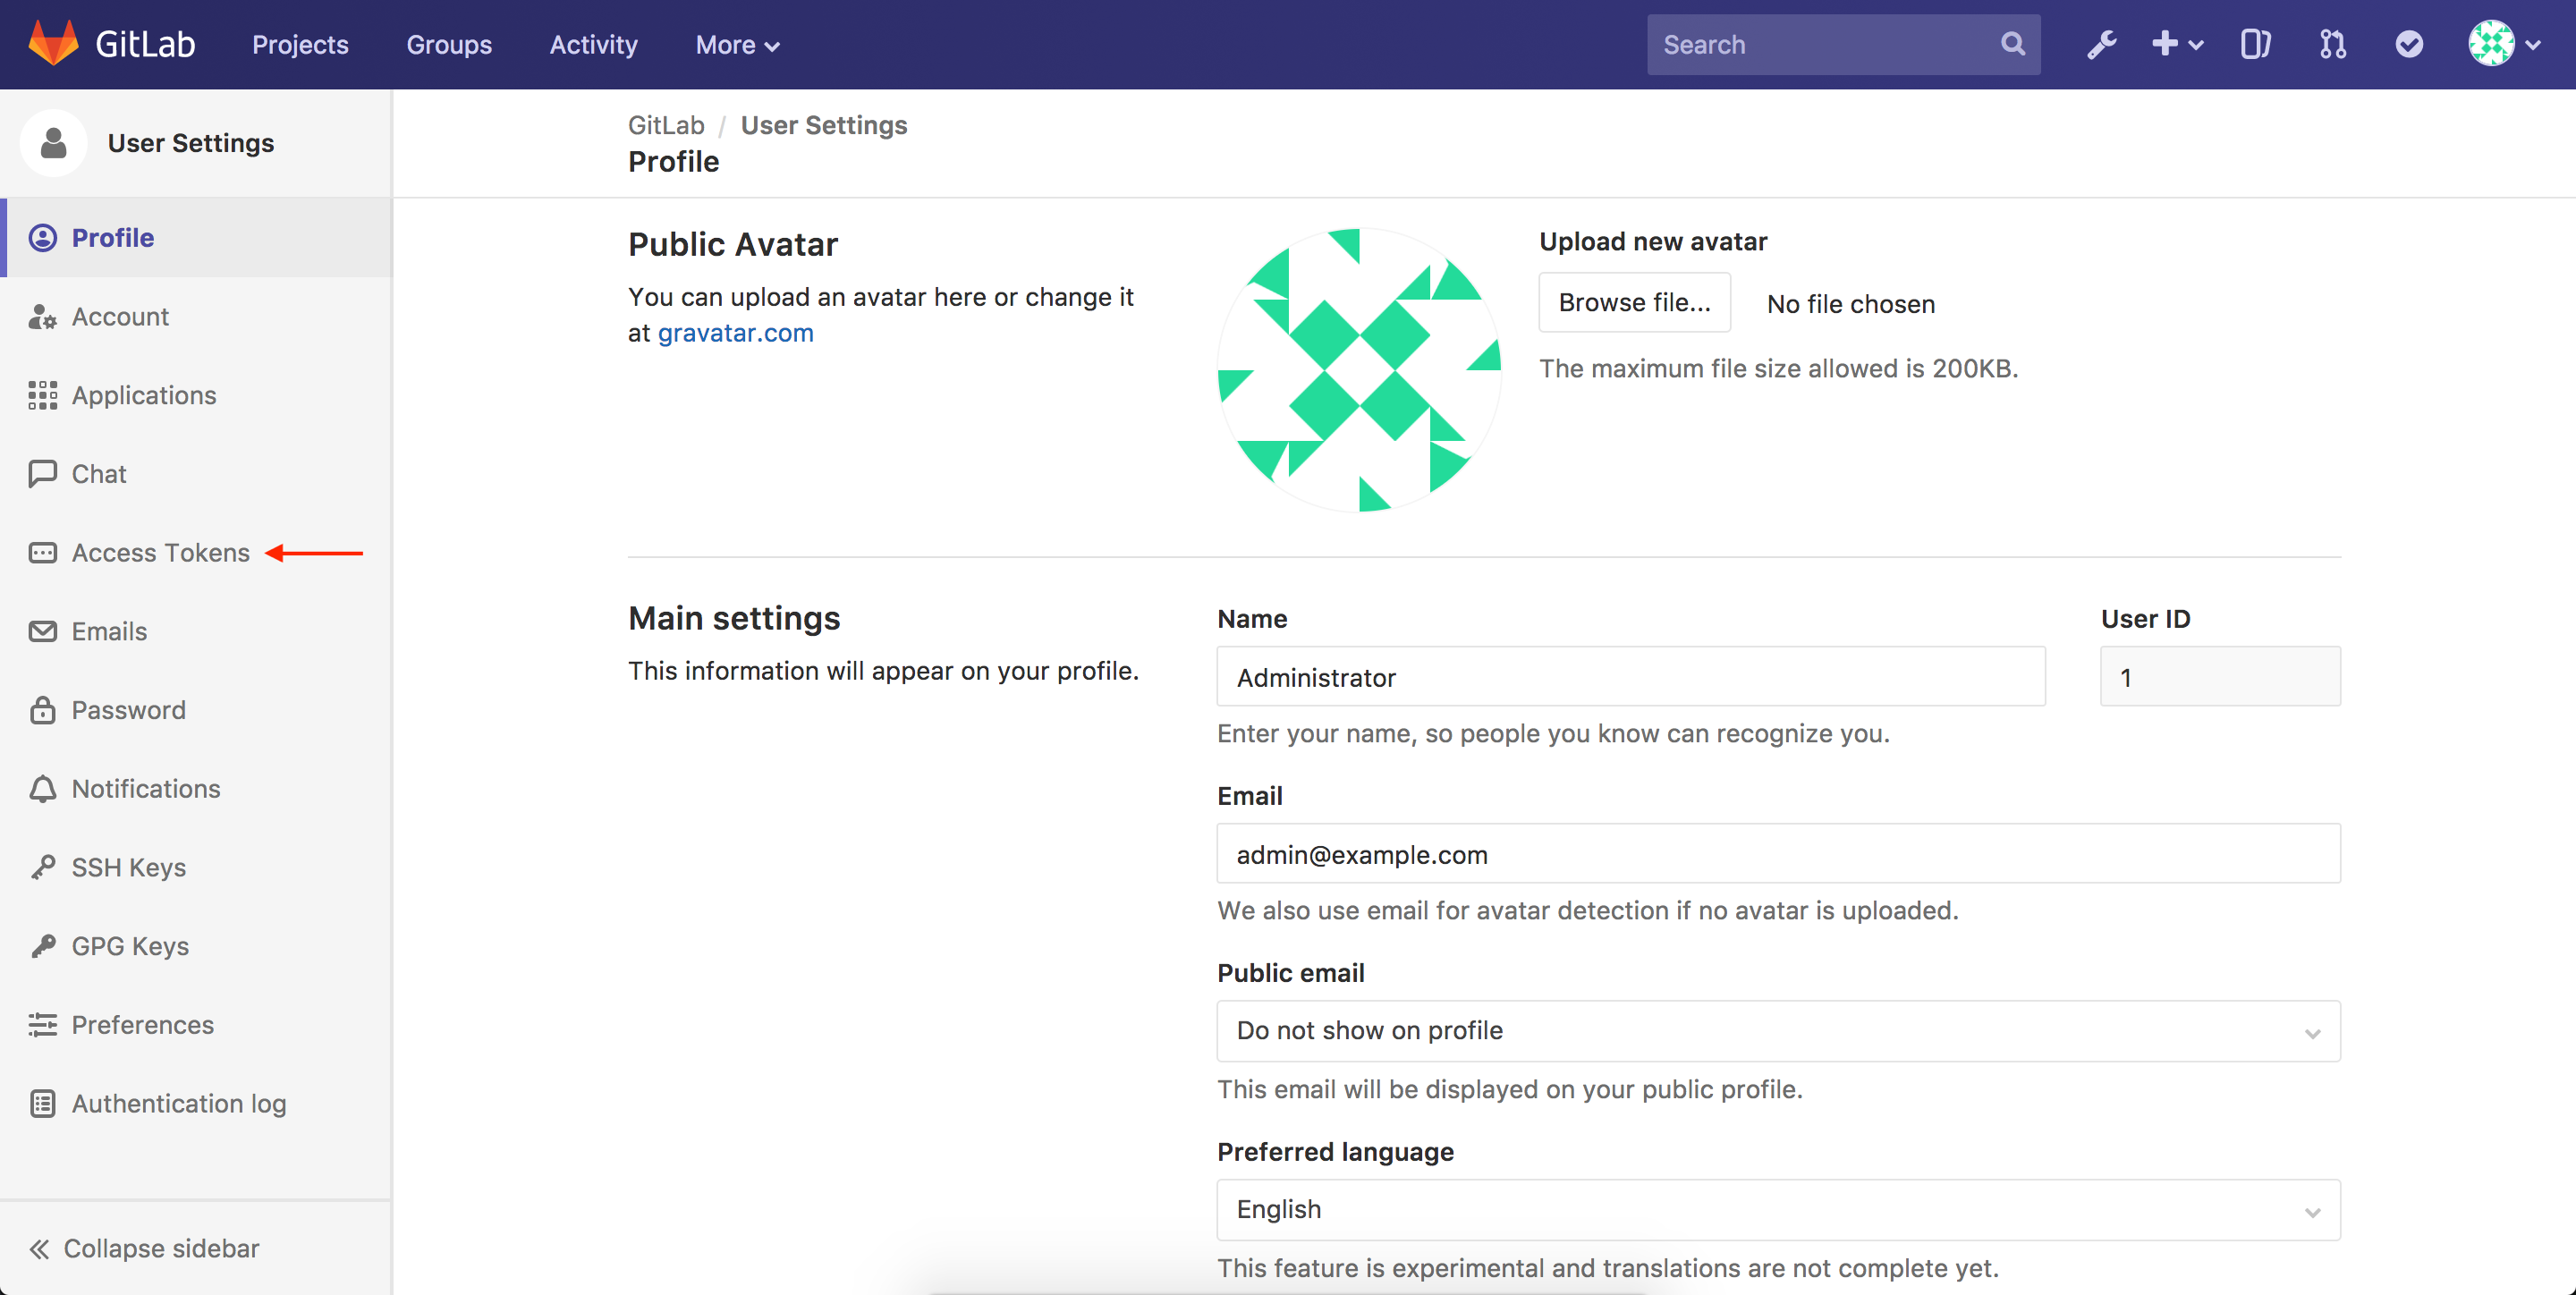 GitLab Projects Groups Activity More Search
User Settings
Profile
Account
Applications
Chat
Access Tokens
Emails
Password
Notifications
SSH Keys
GPG Keys
Preferences
Authentication log
Collapse sidebar
GitLab / User Settings
Profile
Public Avatar
You can upload an avatar here or change it
at gravatar.com
Upload new avatar
Browse file... No file chosen
The maximum file size allowed is 200KB.
Main settings
This information will appear on your profile.
Name
Administrator
Enter your name, so people you know can recognize you.
User ID
1
Email
admin@example.com
We also use email for avatar detection if no avatar is uploaded.
Public email
Do not show on profile
This email will be displayed on your public profile.
Preferred language
English
This feature is experimental and translations are not complete yet.